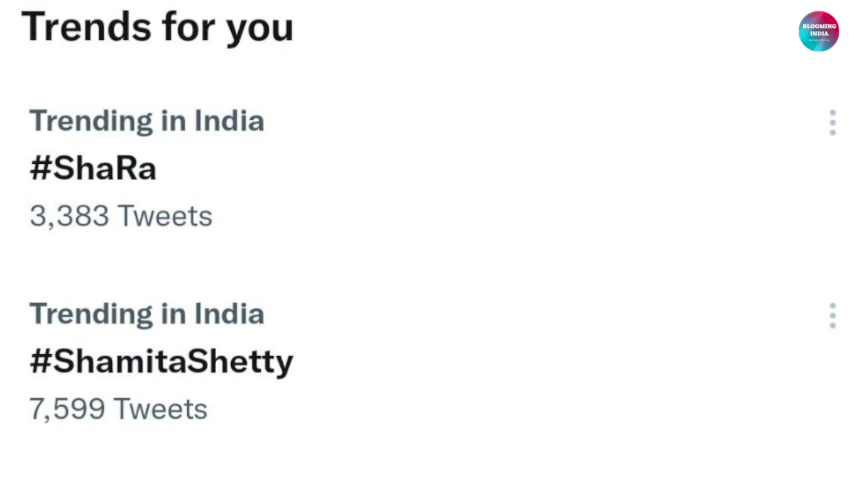 Trends for you
BLOOMING
INDIA
Trending in India
#ShaRa
3,383 Tweets
Trending in India
#ShamitaShetty
7,599 Tweets